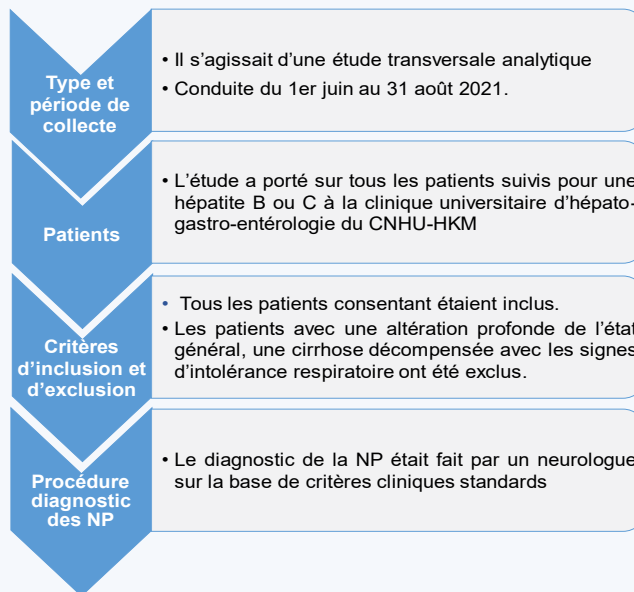 Type et
période de
collecte
• Il s’agissait d’une étude transversale analytique
• Conduite du 1er juin au 31 août 2021.
Patients
• L’étude a porté sur tous les patients suivis pour une
hépatite B ou C à la clinique universitaire d’hépato-
gastro-entérologie du CNHU-HKM
Critères
d’inclusion et
d’exclusion
• Tous les patients consentant étaient inclus.
• Les patients avec une altération profonde de l’état
général, une cirrhose décompensée avec les signes
d’intolérance respiratoire ont été exclus.
Procédure
diagnostic
des NP
• Le diagnostic de la NP était fait par un neurologue
sur la base de critères cliniques standards